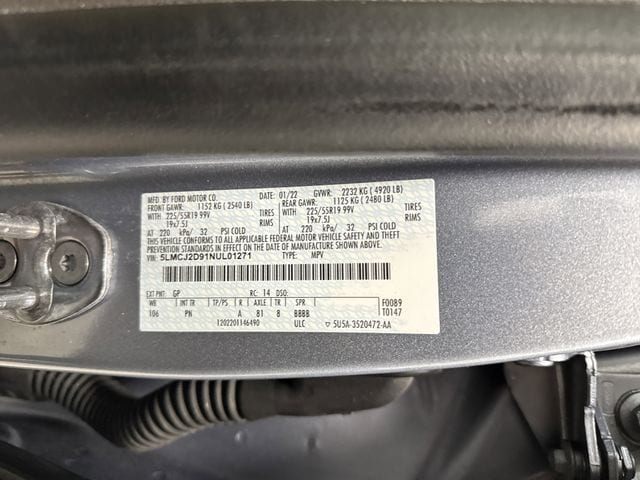 MFD. BY FORD MOTOR CO. DATE: 01/22 GVWR: 2232 KG ( 4920 LB)
FRONT GAWR: 1152 KG ( 2540 LB) REAR GAWR: 1125 KG ( 2480 LB)
WITH 225/55R19 99V TIRES WITH 225/55R19 99V TIRES
19x7.5J RIMS 19x7.5J RIMS
AT 220 kPa/ 32 PSI COLD AT 220 kPa/ 32 PSI COLD
THIS VEHICLE CONFORMS TO ALL APPLICABLE FEDERAL MOTOR VEHICLE SAFETY AND THEFT
PREVENTION STANDARDS IN EFFECT ON THE DATE OF MANUFACTURE SHOWN ABOVE.
VIN: 5LMCJ2D91NUL01271 TYPE: MPV
EXT PNT: GP RC: 14 DSO:
WB INT TR TP/PS R AXLE TR SPR F0089
106 PN A 81 8 BBBB T0147
1202201146490 ULC ▽ 5U5A-3520472-AA